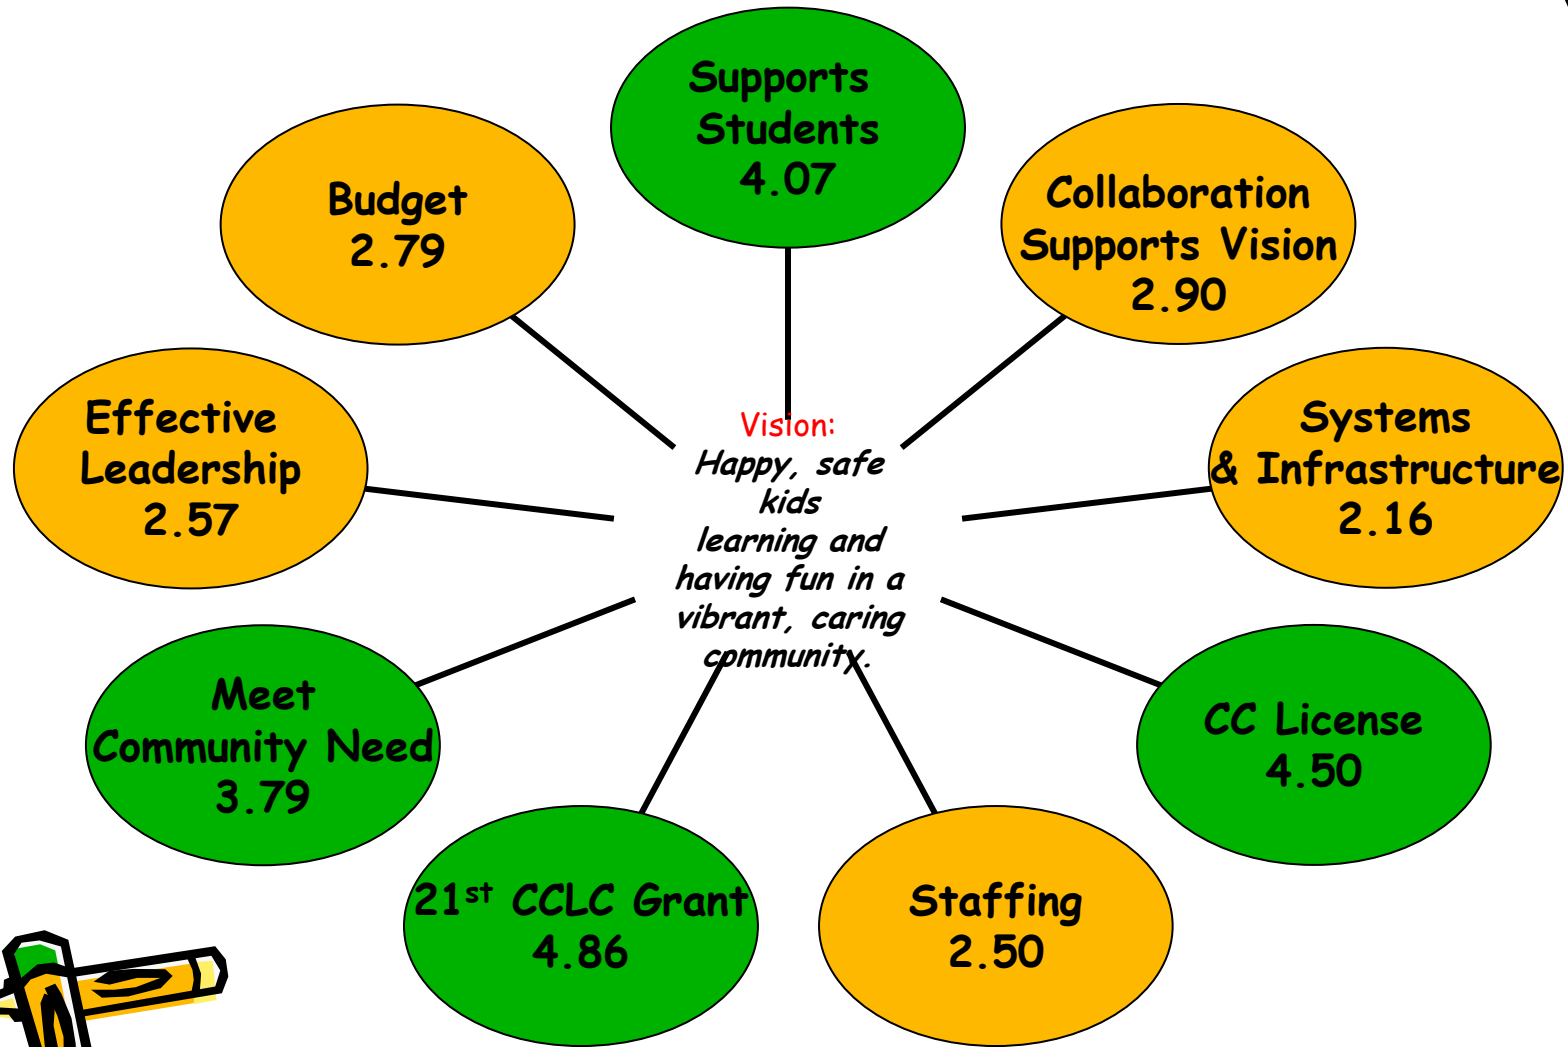 Supports
Students
4.07
Budget
2.79
Collaboration
Supports Vision
2.90
Effective
Leadership
2.57
Vision:
Happy, safe
kids
learning and
having fun in a
vibrant, caring
community.
Systems
& Infrastructure
2.16
Meet
Community Need
3.79
CC License
4.50
21st CCLC Grant
4.86
Staffing
2.50